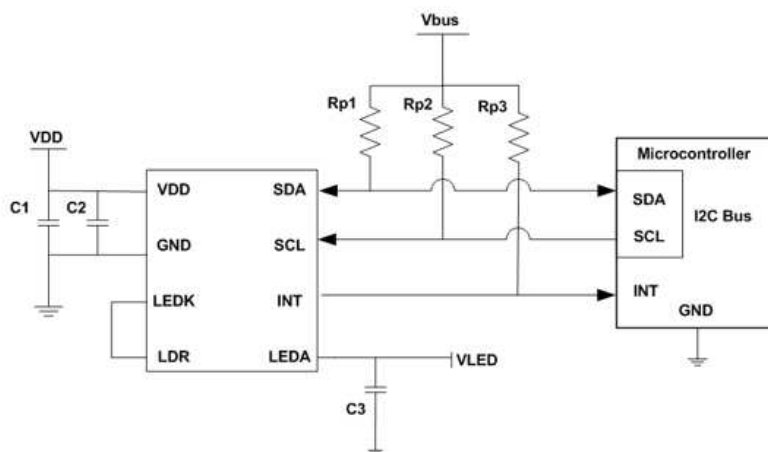 Vbus
Rp1
Rp2
Rp3
VDD
Microcontroller
C1
C2
VDD
SDA
SDA
I2C Bus
GND
SCL
SCL
LEDK
INT
INT
GND
LDR
LEDA
VLED
C3